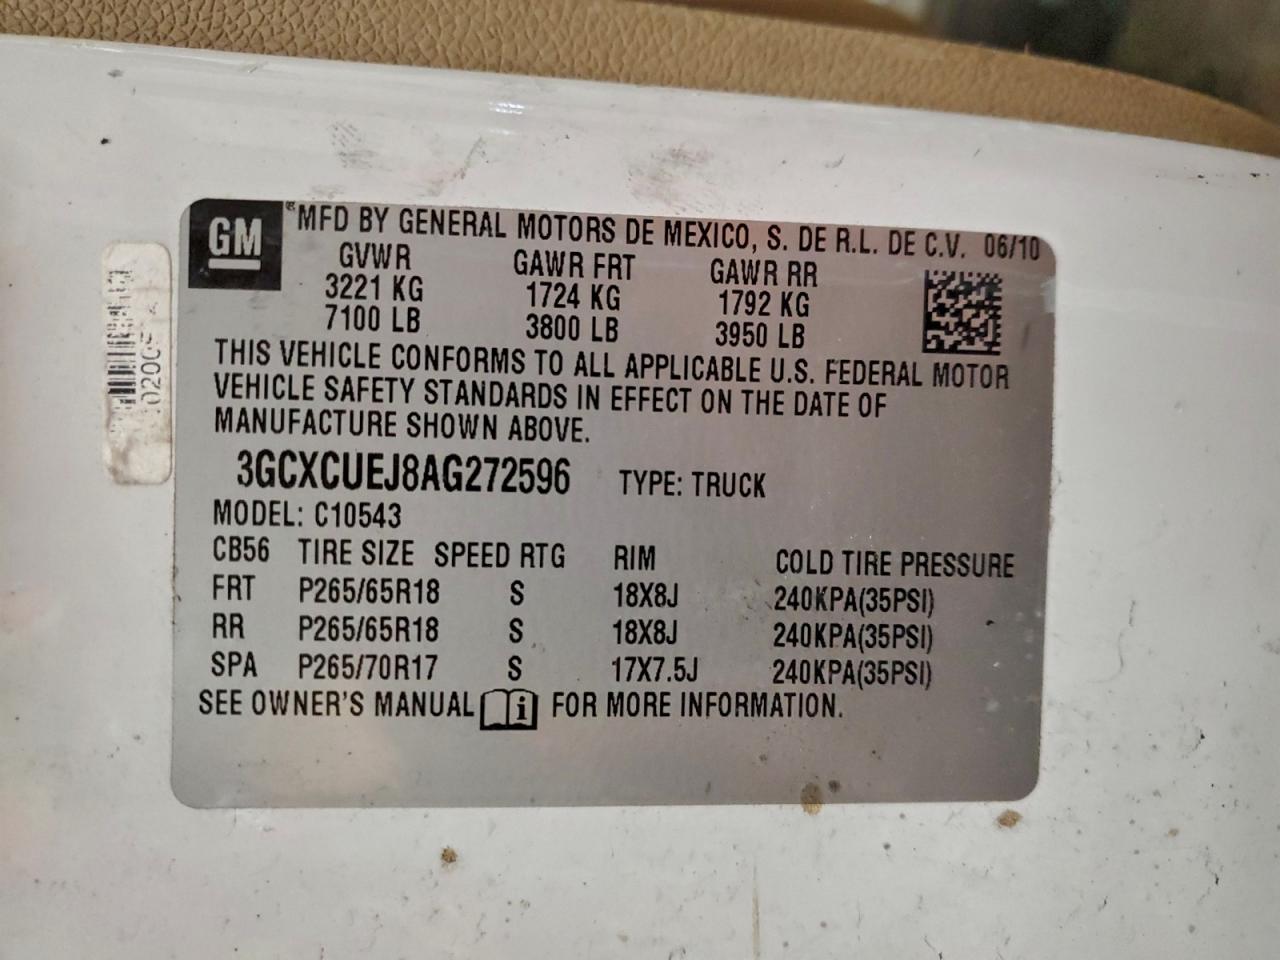 GM ®MFD BY GENERAL MOTORS DE MEXICO, S. DE R.L. DE C.V. 06/10
GVWR GAWR FRT GAWR RR
3221 KG 1724 KG 1792 KG
7100 LB 3800 LB 3950 LB
THIS VEHICLE CONFORMS TO ALL APPLICABLE U.S. FEDERAL MOTOR
VEHICLE SAFETY STANDARDS IN EFFECT ON THE DATE OF
MANUFACTURE SHOWN ABOVE.
3GCXCUEJ8AG272596 TYPE: TRUCK
MODEL: C10543
CB56 TIRE SIZE SPEED RTG RIM COLD TIRE PRESSURE
FRT P265/65R18 S 18X8J 240KPA(35PSI)
RR P265/65R18 S 18X8J 240KPA(35PSI)
SPA P265/70R17 S 17X7.5J 240KPA(35PSI)
SEE OWNER'S MANUAL i FOR MORE INFORMATION.